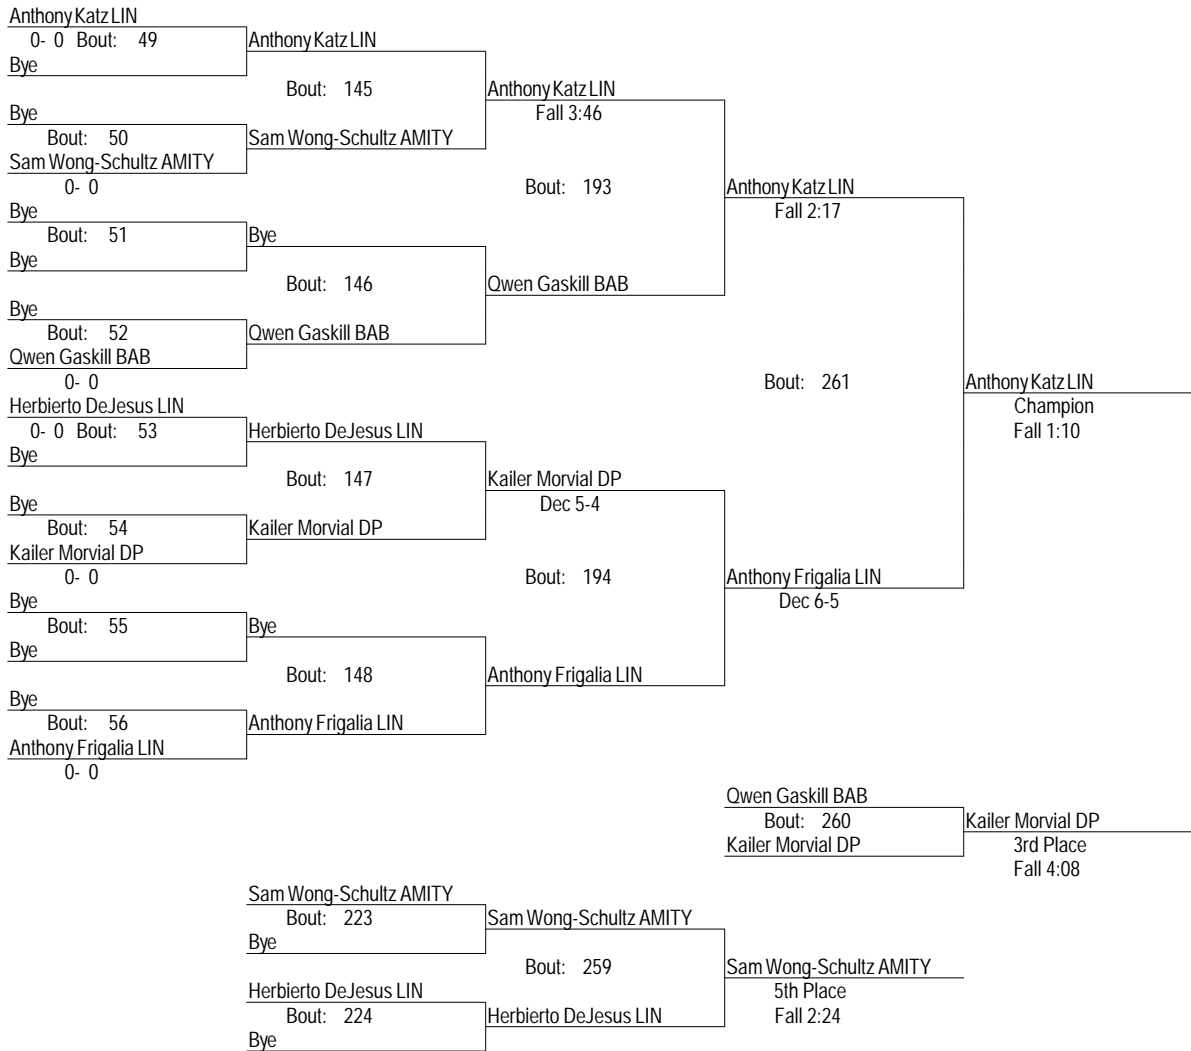 Anthony Katz LIN
0- 0 Bout: 49
Bye
Bye
Bout: 50
Sam Wong-Schultz AMITY
0- 0
Bye
Bout: 51
Bye
Bye
Bout: 52
Qwen Gaskill BAB
0- 0
Herbierto DeJesus LIN
0- 0 Bout: 53
Bye
Bye
Bout: 54
Kailer Morvial DP
0- 0
Bye
Bout: 55
Bye
Bye
Bout: 56
Anthony Frigalia LIN
0- 0
Anthony Katz LIN
Bout: 145
Sam Wong-Schultz AMITY
Bye
Bout: 146
Qwen Gaskill BAB
Herbierto DeJesus LIN
Bout: 147
Kailer Morvial DP
Bye
Bout: 148
Anthony Frigalia LIN
Anthony Katz LIN
Fall 3:46
Bout: 193
Qwen Gaskill BAB
Kailer Morvial DP
Dec 5-4
Bout: 194
Anthony Frigalia LIN
Anthony Katz LIN
Fall 2:17
Bout: 261
Anthony Frigalia LIN
Dec 6-5
Anthony Katz LIN
Champion
Fall 1:10
Qwen Gaskill BAB
Bout: 260
Kailer Morvial DP
Kailer Morvial DP
3rd Place
Fall 4:08
Sam Wong-Schultz AMITY
Bout: 223
Bye
Herbierto DeJesus LIN
Bout: 224
Bye
Sam Wong-Schultz AMITY
Bout: 259
Herbierto DeJesus LIN
Sam Wong-Schultz AMITY
5th Place
Fall 2:24